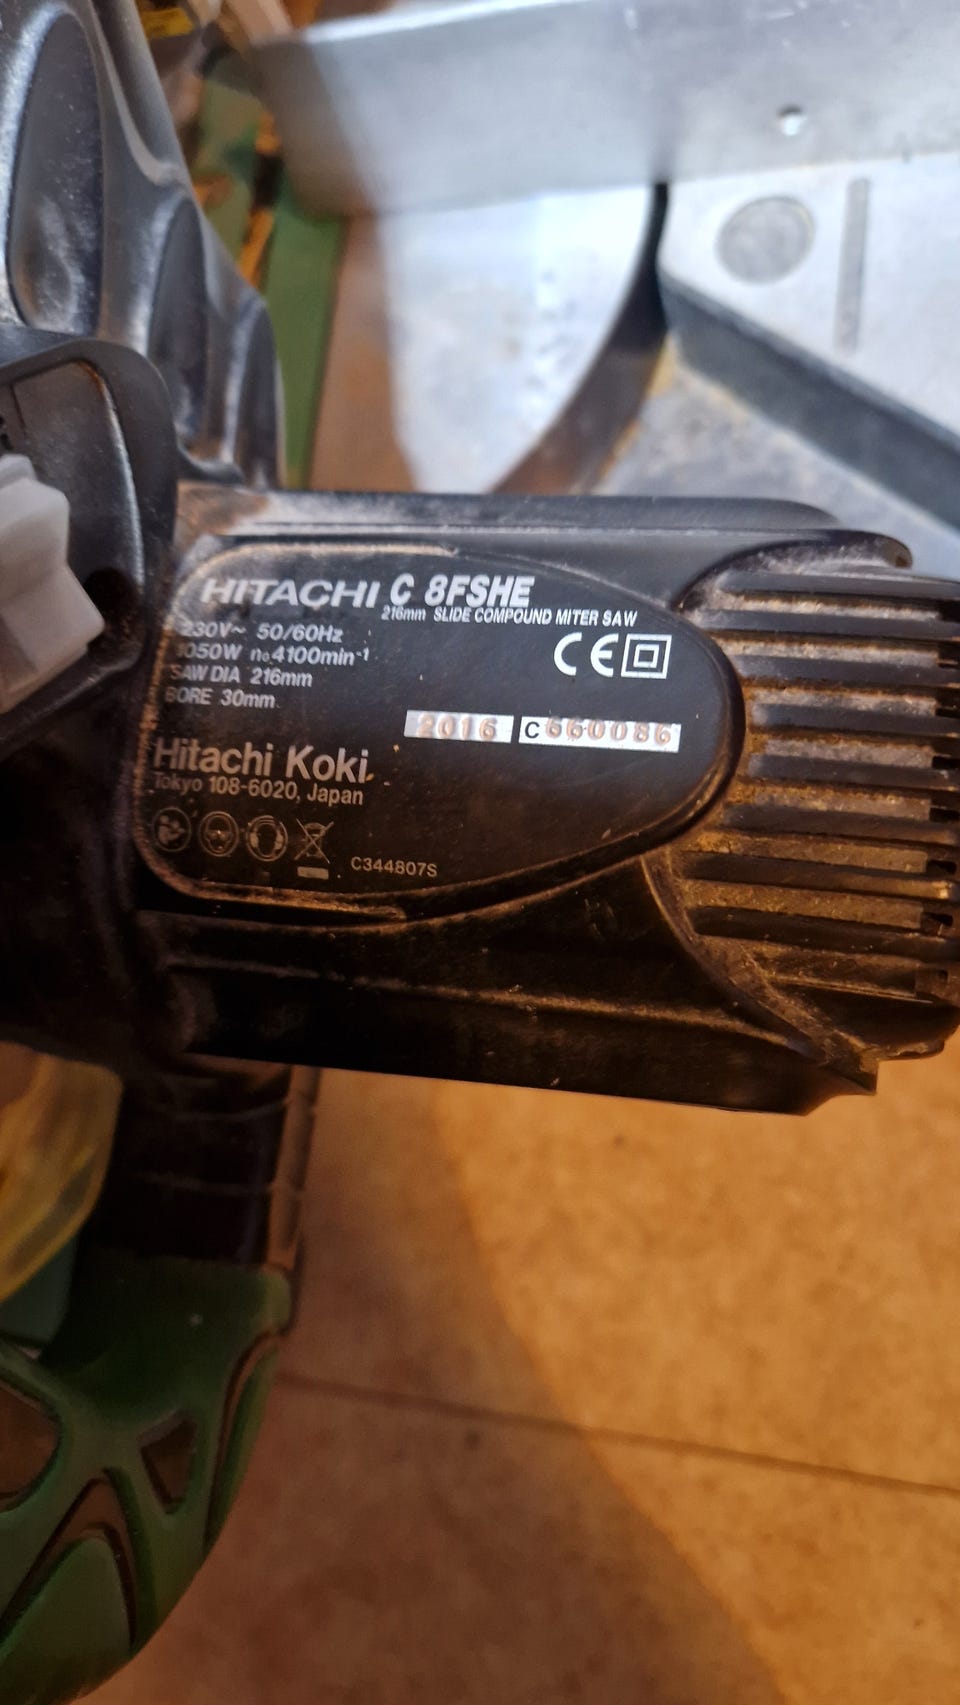 HITACHI C 8FSHE
216mm SLIDE COMPOUND MITER SAW
230V~ 50/60Hz
1050W n₀4100min⁻¹
SAW DIA 216mm
BORE 30mm
CE
2016 C660086
Hitachi Koki
Tokyo 108-6020, Japan
C344807S